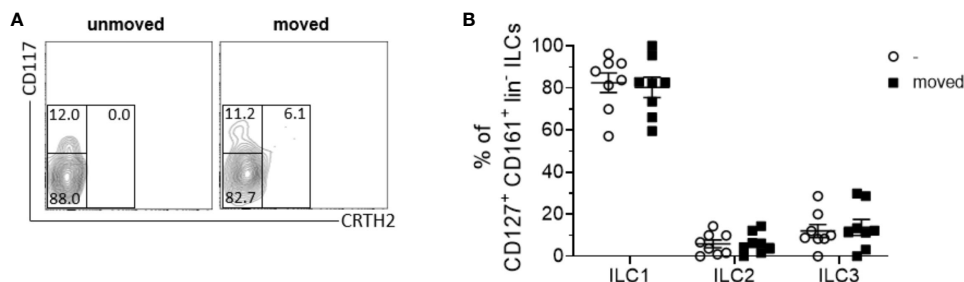 A
unmoved
moved
CD117
12.0 0.0
88.0
11.2 6.1
82.7
CRTH2
B
% of
CD127+ CD161+ lin- ILCs
100
80
60
40
20
0
ILC1 ILC2 ILC3
-
moved